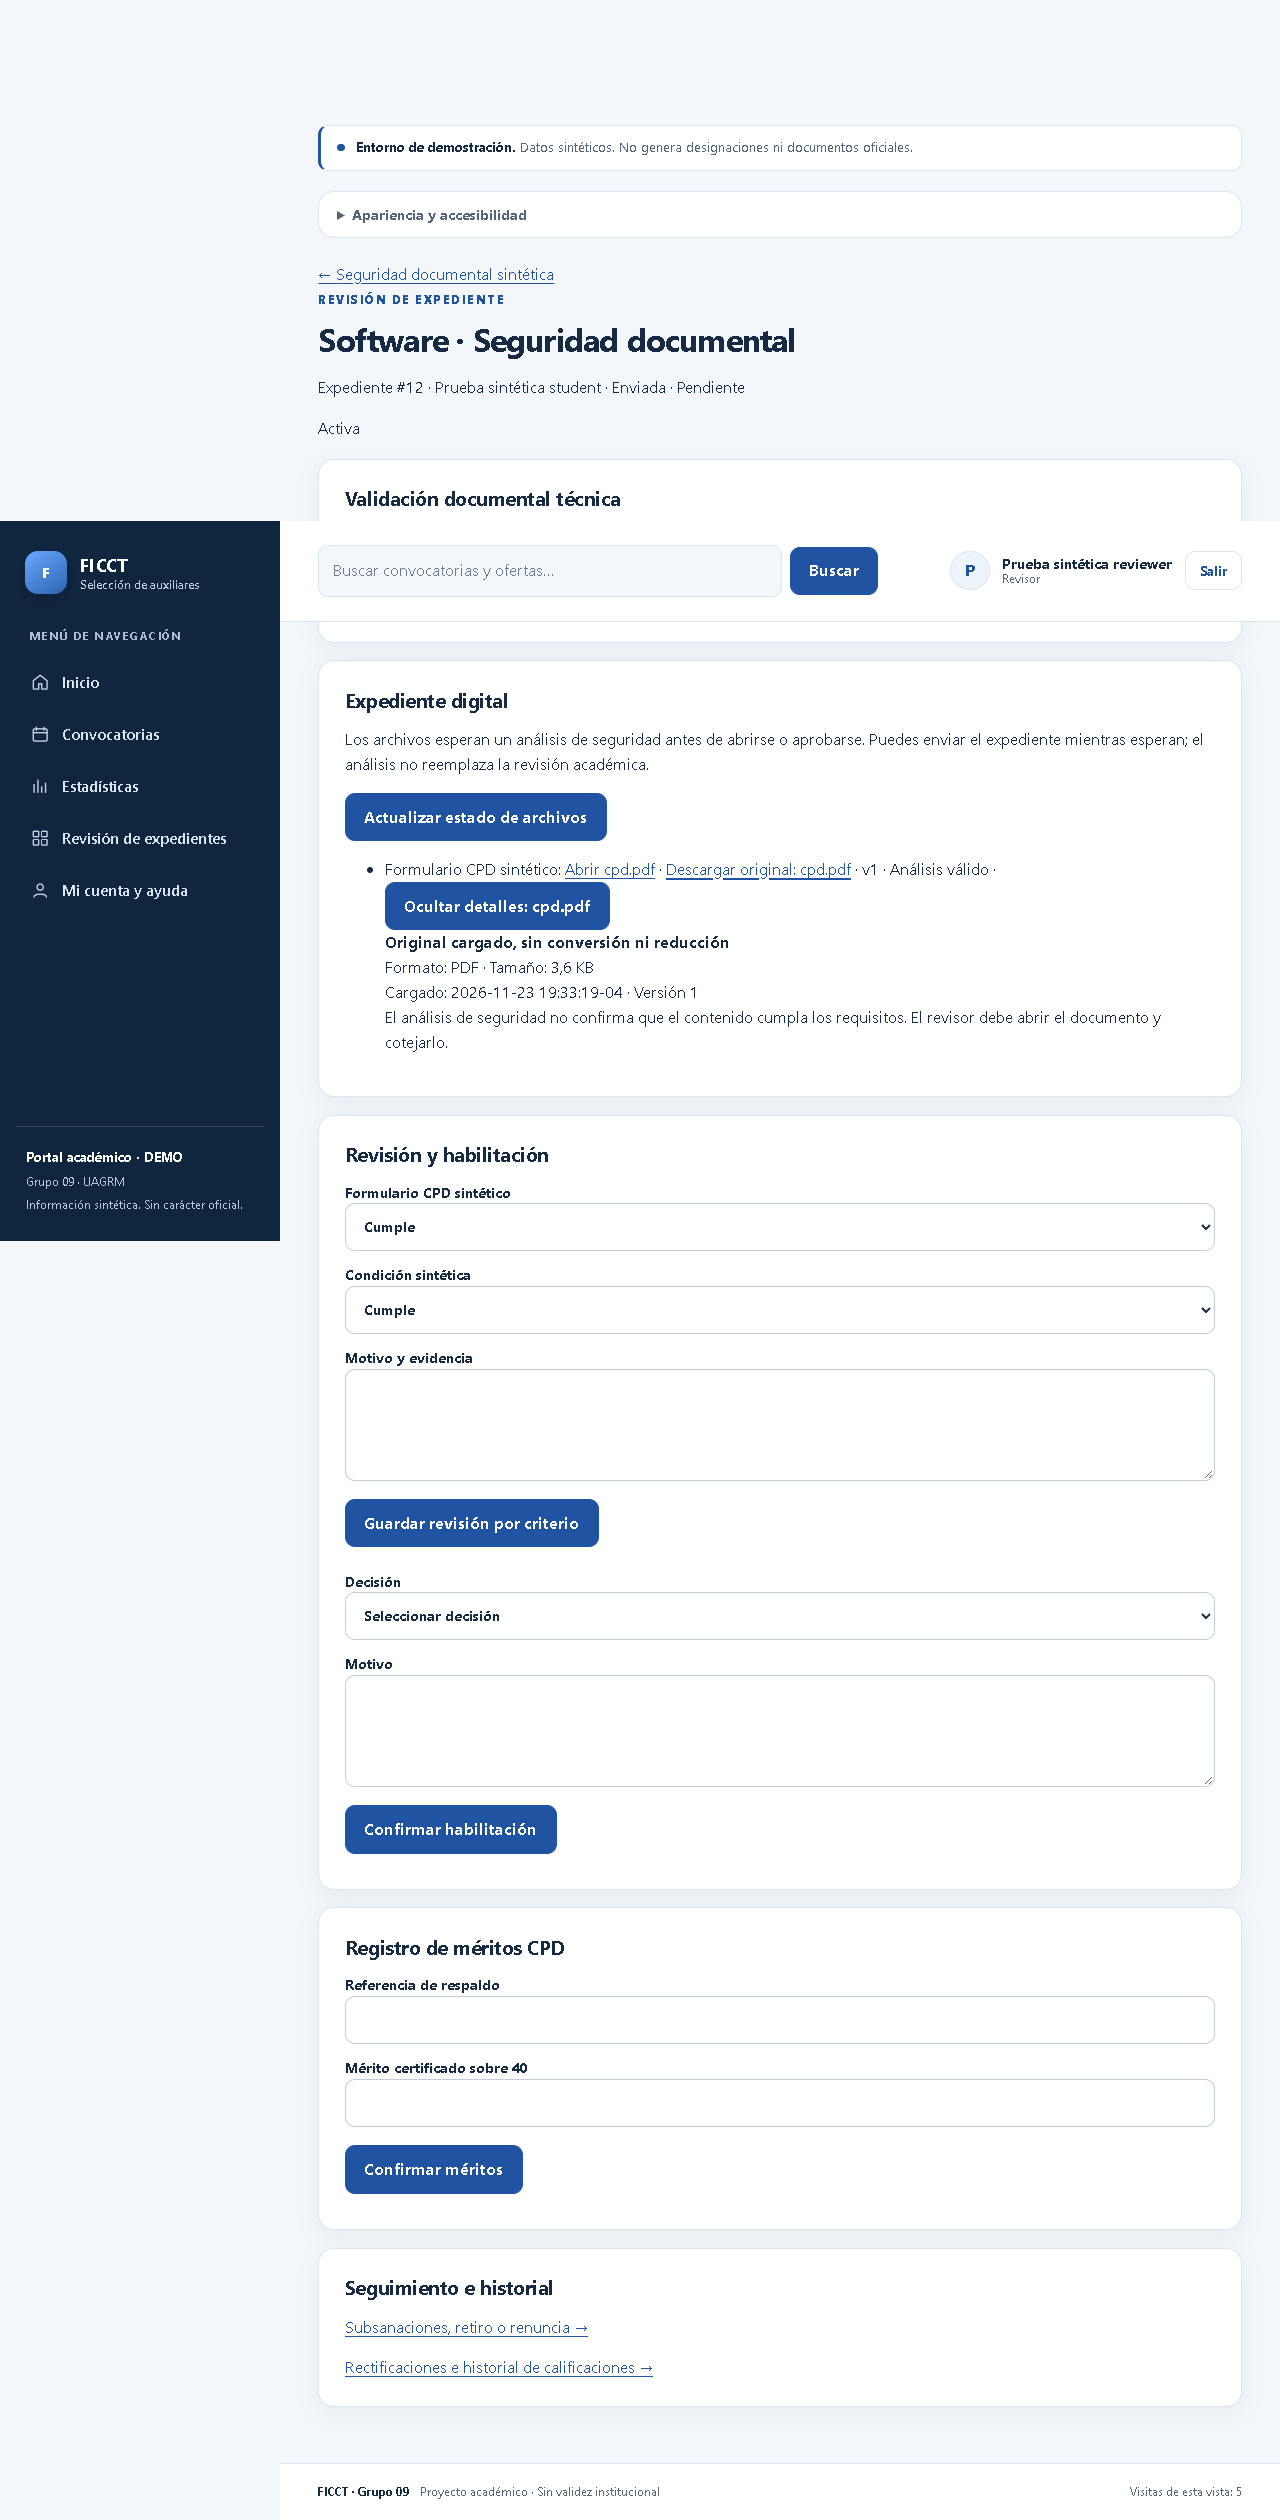 Entorno de demostración. Datos sintéticos. No genera designaciones ni documentos oficiales.
Apariencia y accesibilidad
← Seguridad documental sintética
REVISIÓN DE EXPEDIENTE
Software · Seguridad documental
Expediente #12 · Prueba sintética student · Enviada · Pendiente
Activa
Validación documental técnica
F
FICCT
Selección de auxiliares
MENÚ DE NAVEGACIÓN
Inicio
Convocatorias
Estadísticas
Revisión de expedientes
Mi cuenta y ayuda
Portal académico · DEMO
Grupo 09 · UAGRM
Información sintética. Sin carácter oficial.
Buscar convocatorias y ofertas...
Buscar
P
Prueba sintética reviewer
Revisor
Salir
Expediente digital
Los archivos esperan un análisis de seguridad antes de abrirse o aprobarse. Puedes enviar el expediente mientras esperan; el
análisis no reemplaza la revisión académica.
Actualizar estado de archivos
Formulario CPD sintético: Abrir cpd.pdf · Descargar original: cpd.pdf · v1 · Análisis válido ·
Ocultar detalles: cpd.pdf
Original cargado, sin conversión ni reducción
Formato: PDF · Tamaño: 3,6 KB
Cargado: 2026-11-23 19:33:19-04 · Versión 1
El análisis de seguridad no confirma que el contenido cumpla los requisitos. El revisor debe abrir el documento y
cotejarlo.
Revisión y habilitación
Formulario CPD sintético
Cumple
Condición sintética
Cumple
Motivo y evidencia
Guardar revisión por criterio
Decisión
Seleccionar decisión
Motivo
Confirmar habilitación
Registro de méritos CPD
Referencia de respaldo
Mérito certificado sobre 40
Confirmar méritos
Seguimiento e historial
Subsanaciones, retiro o renuncia →
Rectificaciones e historial de calificaciones →
FICCT · Grupo 09 Proyecto académico · Sin validez institucional
Visitas de esta vista: 5